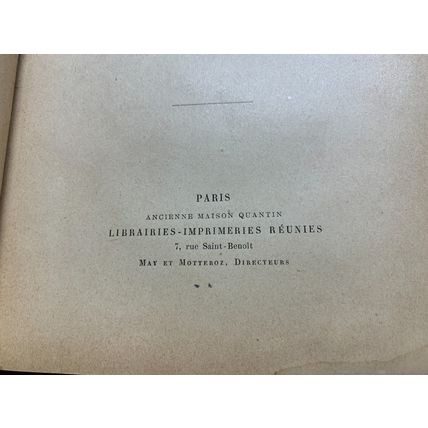 PARIS
ANCIENNE MAISON QUANTIN
LIBRAIRIES-IMPRIMERIES RÉUNIES
7, rue Saint-Benoît
MAY ET MOTTEROZ, DIRECTEURS